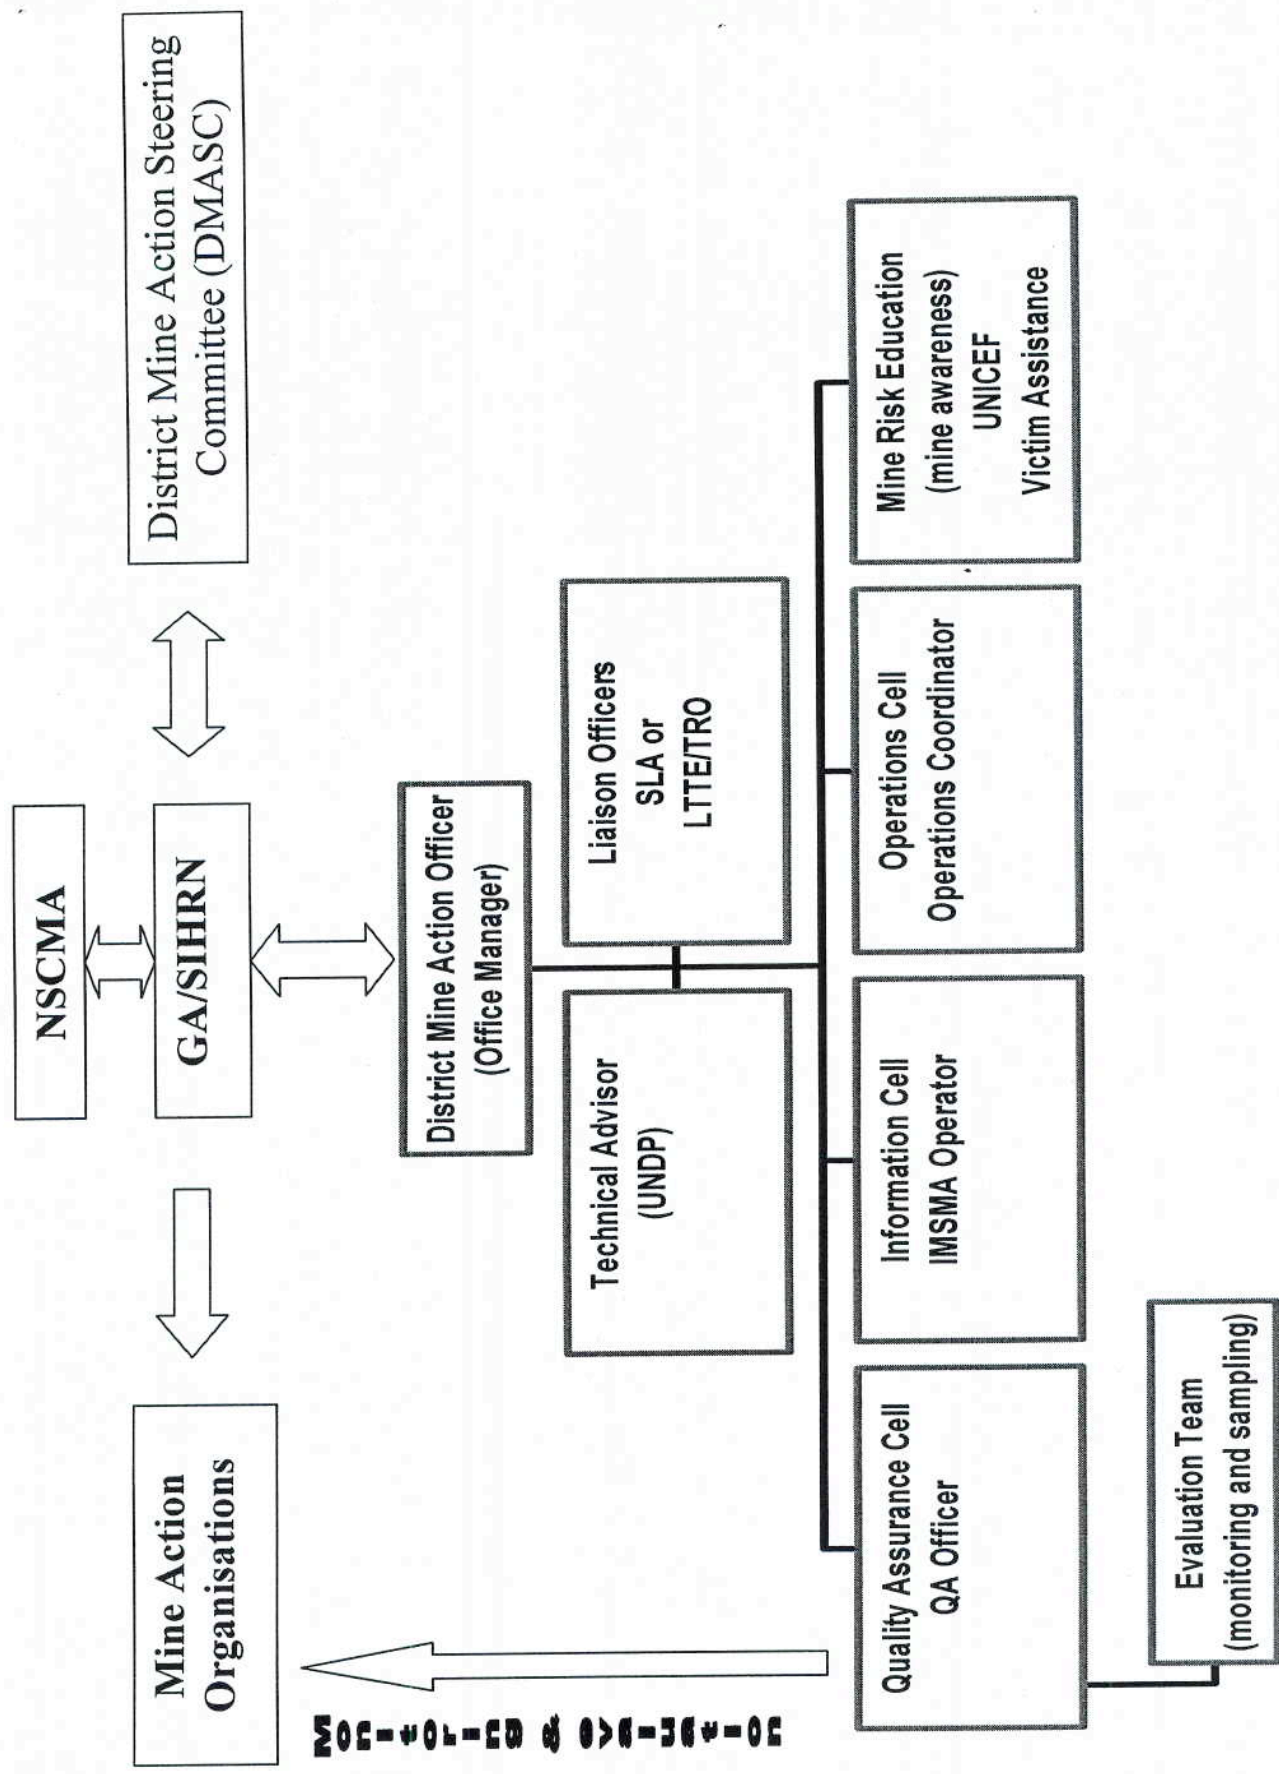 NSCMA
Mine Action
Organisations
GA/SIHRN
District Mine Action Steering
Committee (DMASC)
Monitoring & evaluation
District Mine Action Officer
(Office Manager)
Technical Advisor
(UNDP)
Liaison Officers
SLA or
LTTE/TRO
Quality Assurance Cell
QA Officer
Information Cell
IMSMA Operator
Operations Cell
Operations Coordinator
Mine Risk Education
(mine awareness)
UNICEF
Victim Assistance
Evaluation Team
(monitoring and sampling)